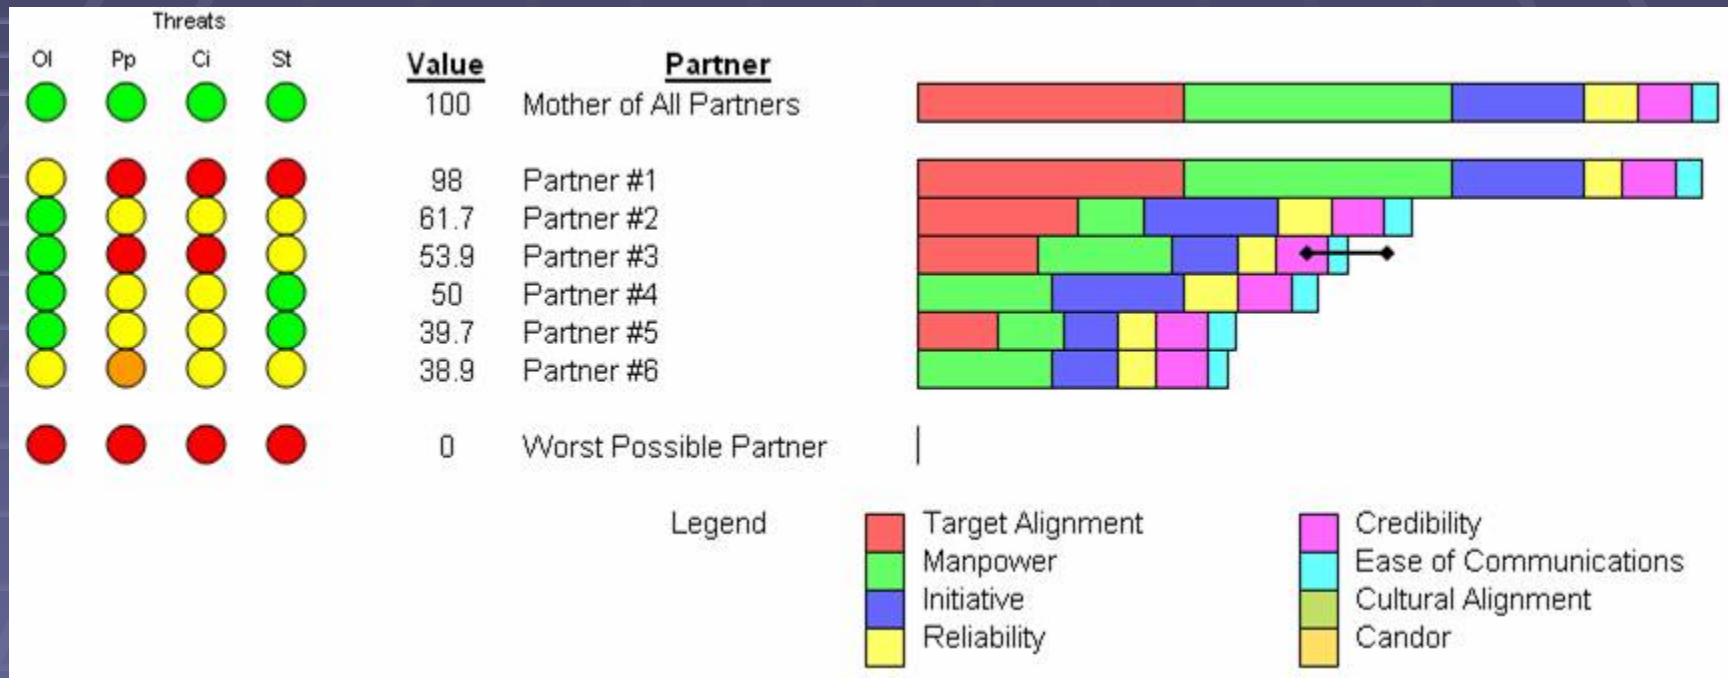 Threats
Ol Pp Ci St Value Partner
100 Mother of All Partners
98 Partner #1
61.7 Partner #2
53.9 Partner #3
50 Partner #4
39.7 Partner #5
38.9 Partner #6
0 Worst Possible Partner
Legend Target Alignment Credibility
Manpower Ease of Communications
Initiative Cultural Alignment
Reliability Candor